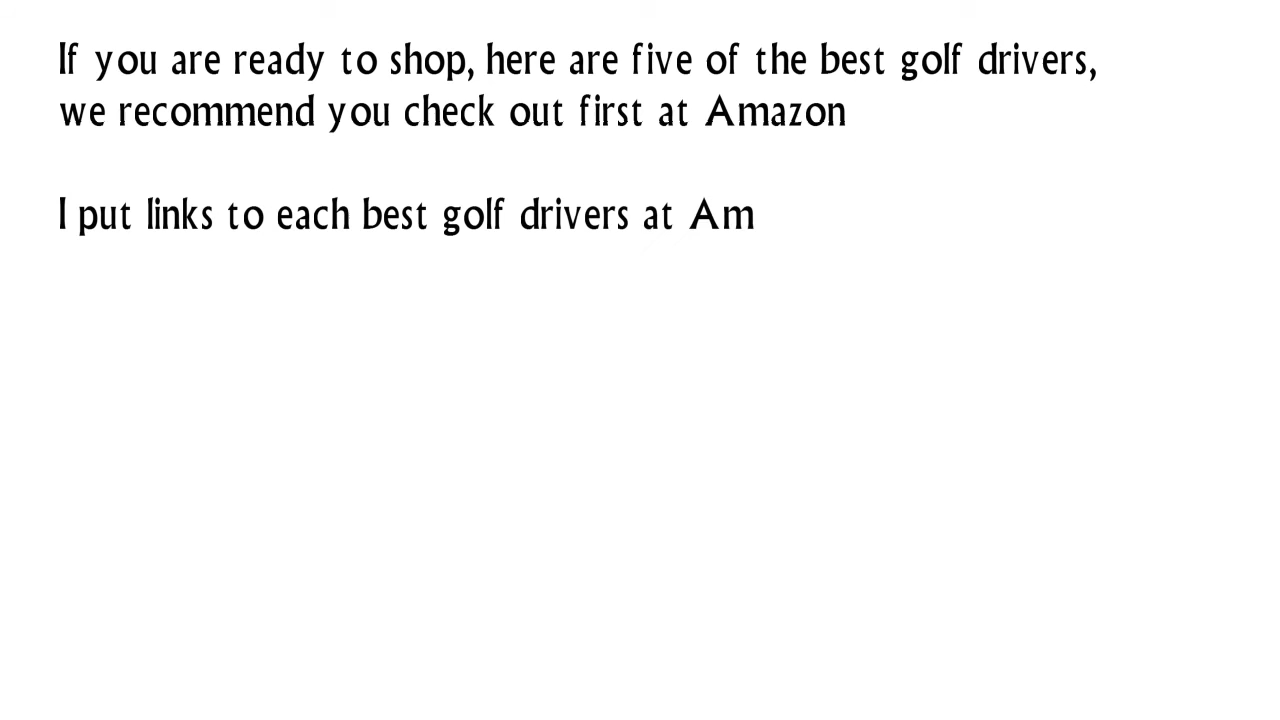 If you are ready to shop, here are five of the best golf drivers,
we recommend you check out first at Amazon
I put links to each best golf drivers at Am